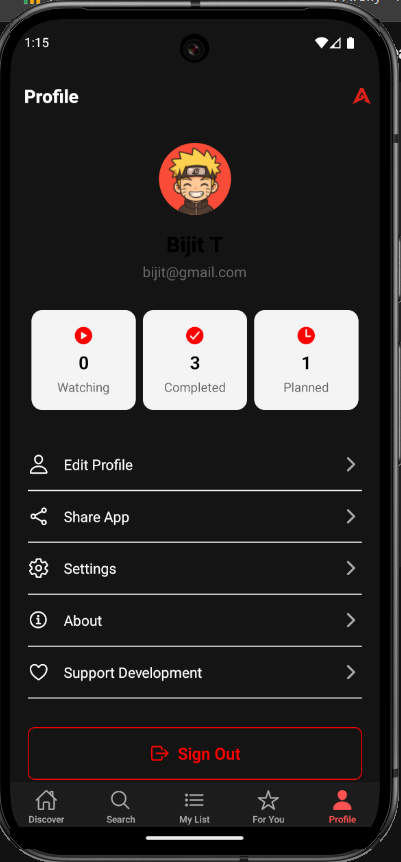 1:15
Profile
Bijit T
bijit@gmail.com
0
Watching
3
Completed
1
Planned
Edit Profile
Share App
Settings
About
Support Development
Sign Out
Discover
Search
My List
For You
Profile